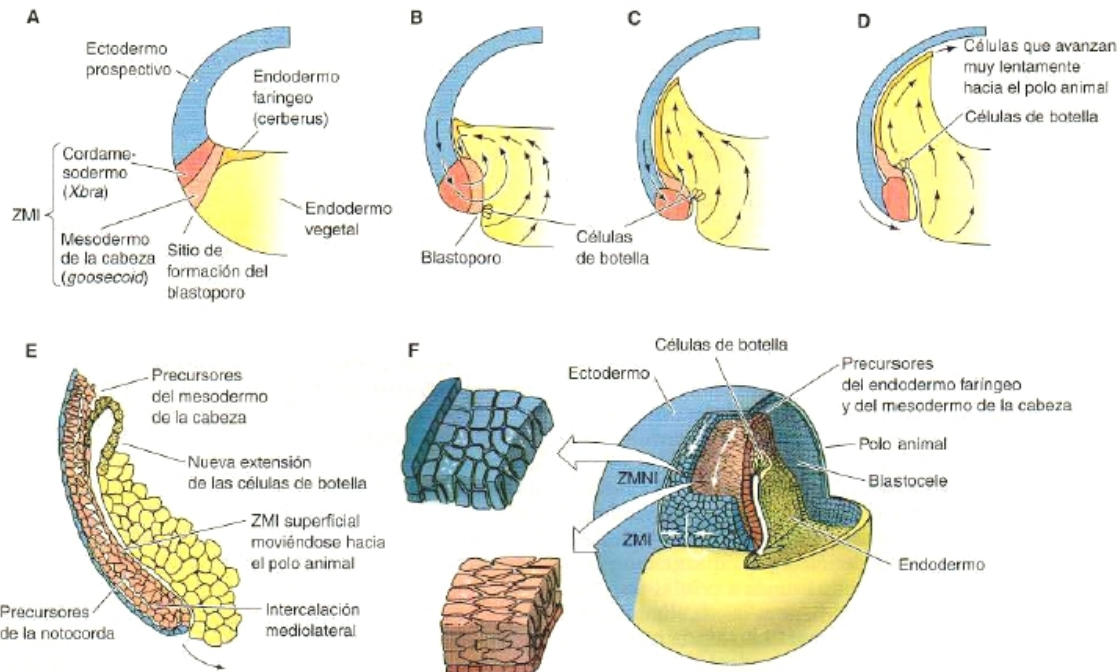 A
Ectodermo
prospectivo
Endodermo
faríngeo
(cerberus)
Cordame-
sodermo
(Xbra)
ZMI
Mesodermo
de la cabeza
(goosecoid)
Sitio de
formación del
blastoporo
Endodermo
vegetal
B
Blastoporo
C
Células
de botella
D
Células que avanzan
muy lentamente
hacia el polo animal
Células de botella
E
Precursores
del mesodermo
de la cabeza
Nueva extensión
de las células de botella
ZMI superficial
moviéndose hacia
el polo animal
Precursores
de la notocorda
Intercalación
mediolateral
F
Células de botella
Ectodermo
Precursores
del endodermo faríngeo
y del mesodermo de la cabeza
Polo animal
Blastocele
ZMNI
ZMI
Endodermo